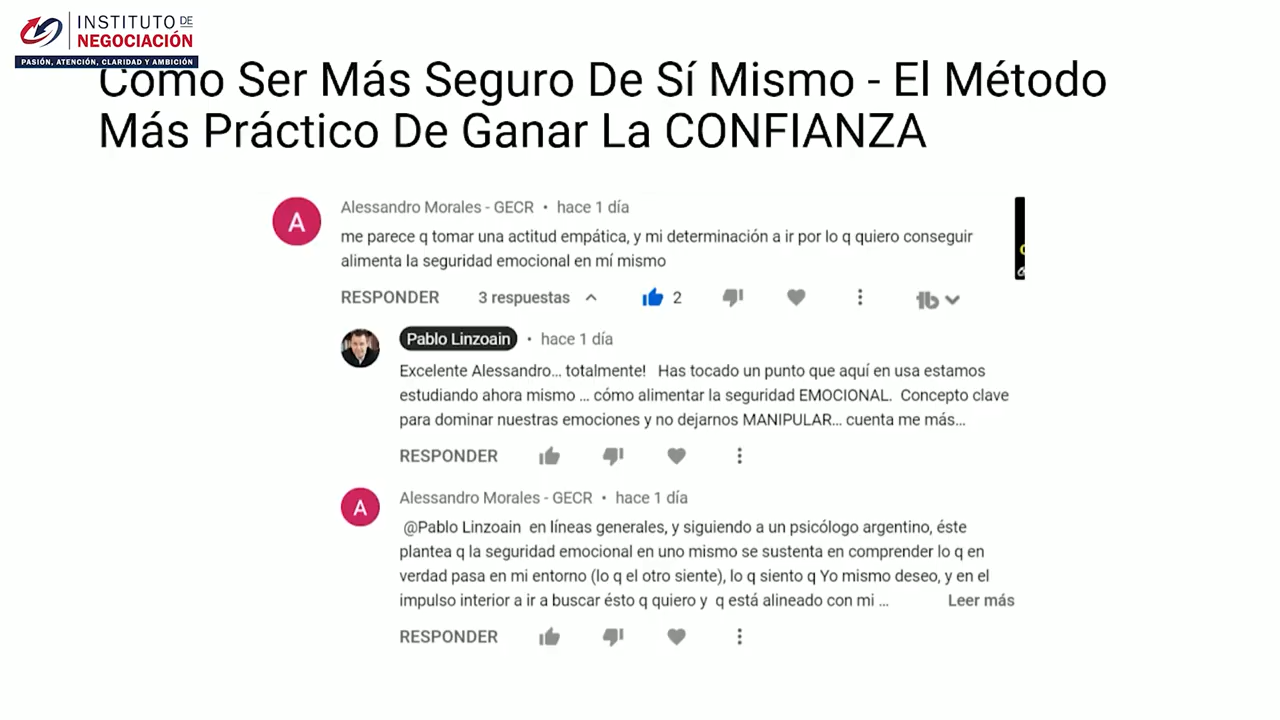 INSTITUTO DE
NEGOCIACIÓN
PASIÓN, ATENCIÓN, CLARIDAD Y AMBICIÓN
Cómo Ser Más Seguro De Sí Mismo - El Método
Más Práctico De Ganar La CONFIANZA
A
Alessandro Morales - GECR • hace 1 día
me parece q tomar una actitud empática, y mi determinación a ir por lo q quiero conseguir
alimenta la seguridad emocional en mí mismo
RESPONDER 3 respuestas 2
Pablo Linzoain • hace 1 día
Excelente Alessandro... totalmente! Has tocado un punto que aquí en usa estamos
estudiando ahora mismo ... cómo alimentar la seguridad EMOCIONAL. Concepto clave
para dominar nuestras emociones y no dejarnos MANIPULAR... cuenta me más...
RESPONDER
A
Alessandro Morales - GECR • hace 1 día
@Pablo Linzoain en líneas generales, y siguiendo a un psicólogo argentino, éste
plantea q la seguridad emocional en uno mismo se sustenta en comprender lo q en
verdad pasa en mi entorno (lo q el otro siente), lo q siento q Yo mismo deseo, y en el
impulso interior a ir a buscar ésto q quiero y q está alineado con mi ... Leer más
RESPONDER